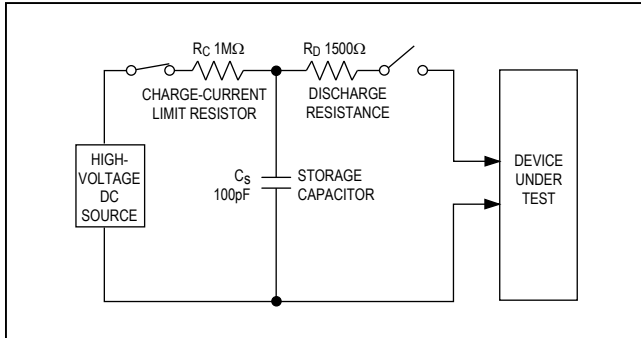 RC 1MΩ
CHARGE-CURRENT
LIMIT RESISTOR
RD 1500Ω
DISCHARGE
RESISTANCE
HIGH-
VOLTAGE
DC
SOURCE
CS
100pF
STORAGE
CAPACITOR
DEVICE
UNDER
TEST